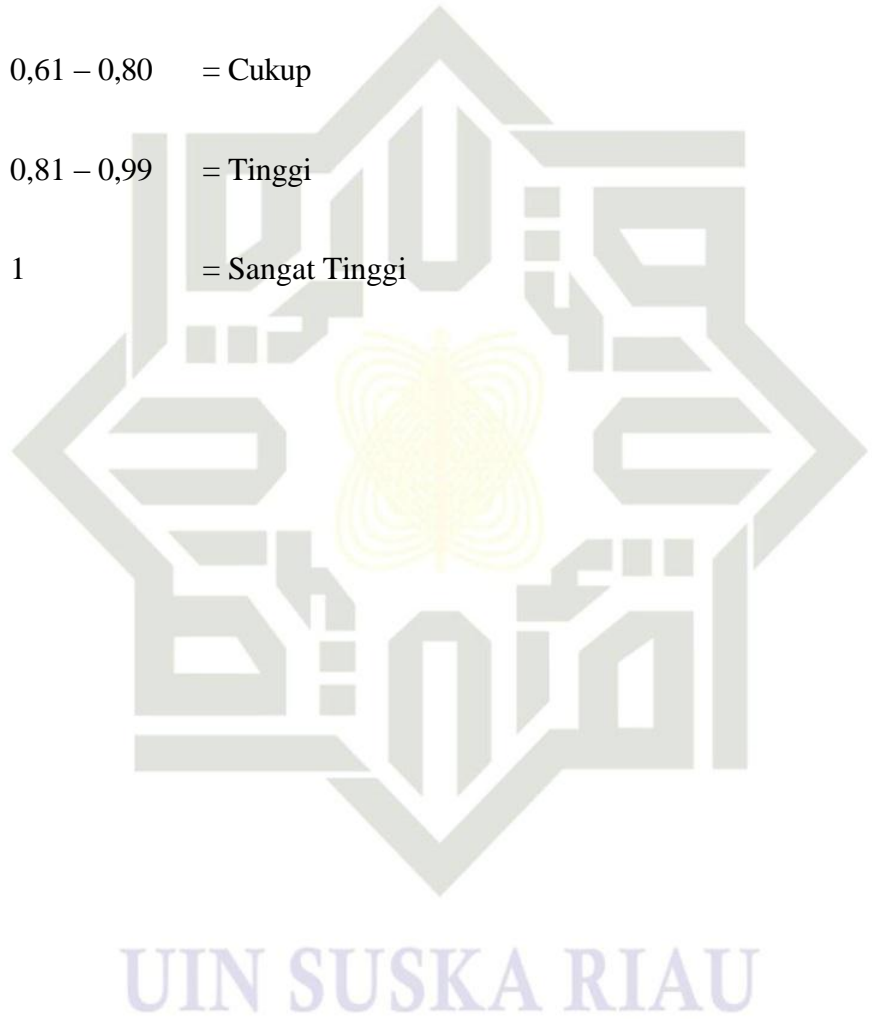 0,61 – 0,80 = Cukup
0,81 – 0,99 = Tinggi
1 = Sangat Tinggi
UIN SUSKA RIAU